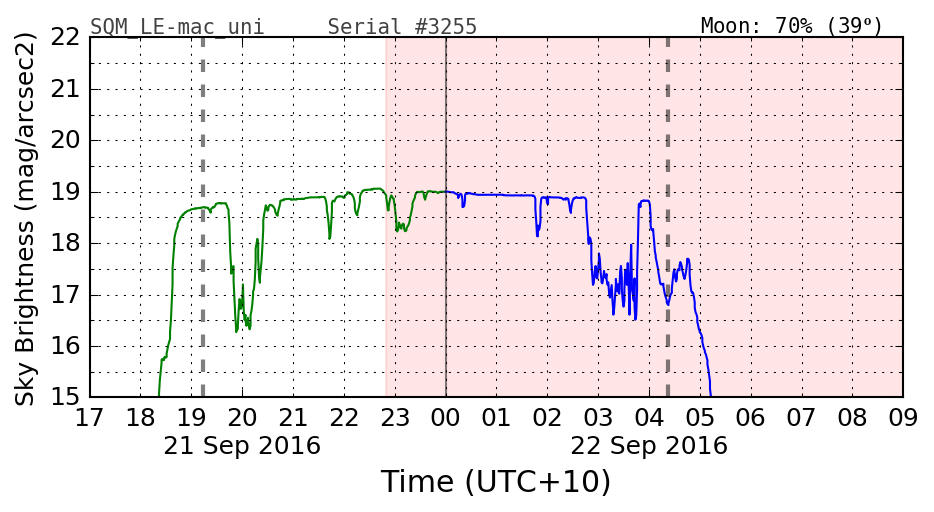 SQM_LE-mac_uni Serial #3255 Moon: 70% (39°)
Sky Brightness (mag/arcsec2)
22
21
20
19
18
17
16
15
17 18 19 20 21 22 23 00 01 02 03 04 05 06 07 08 09
21 Sep 2016 22 Sep 2016
Time (UTC+10)